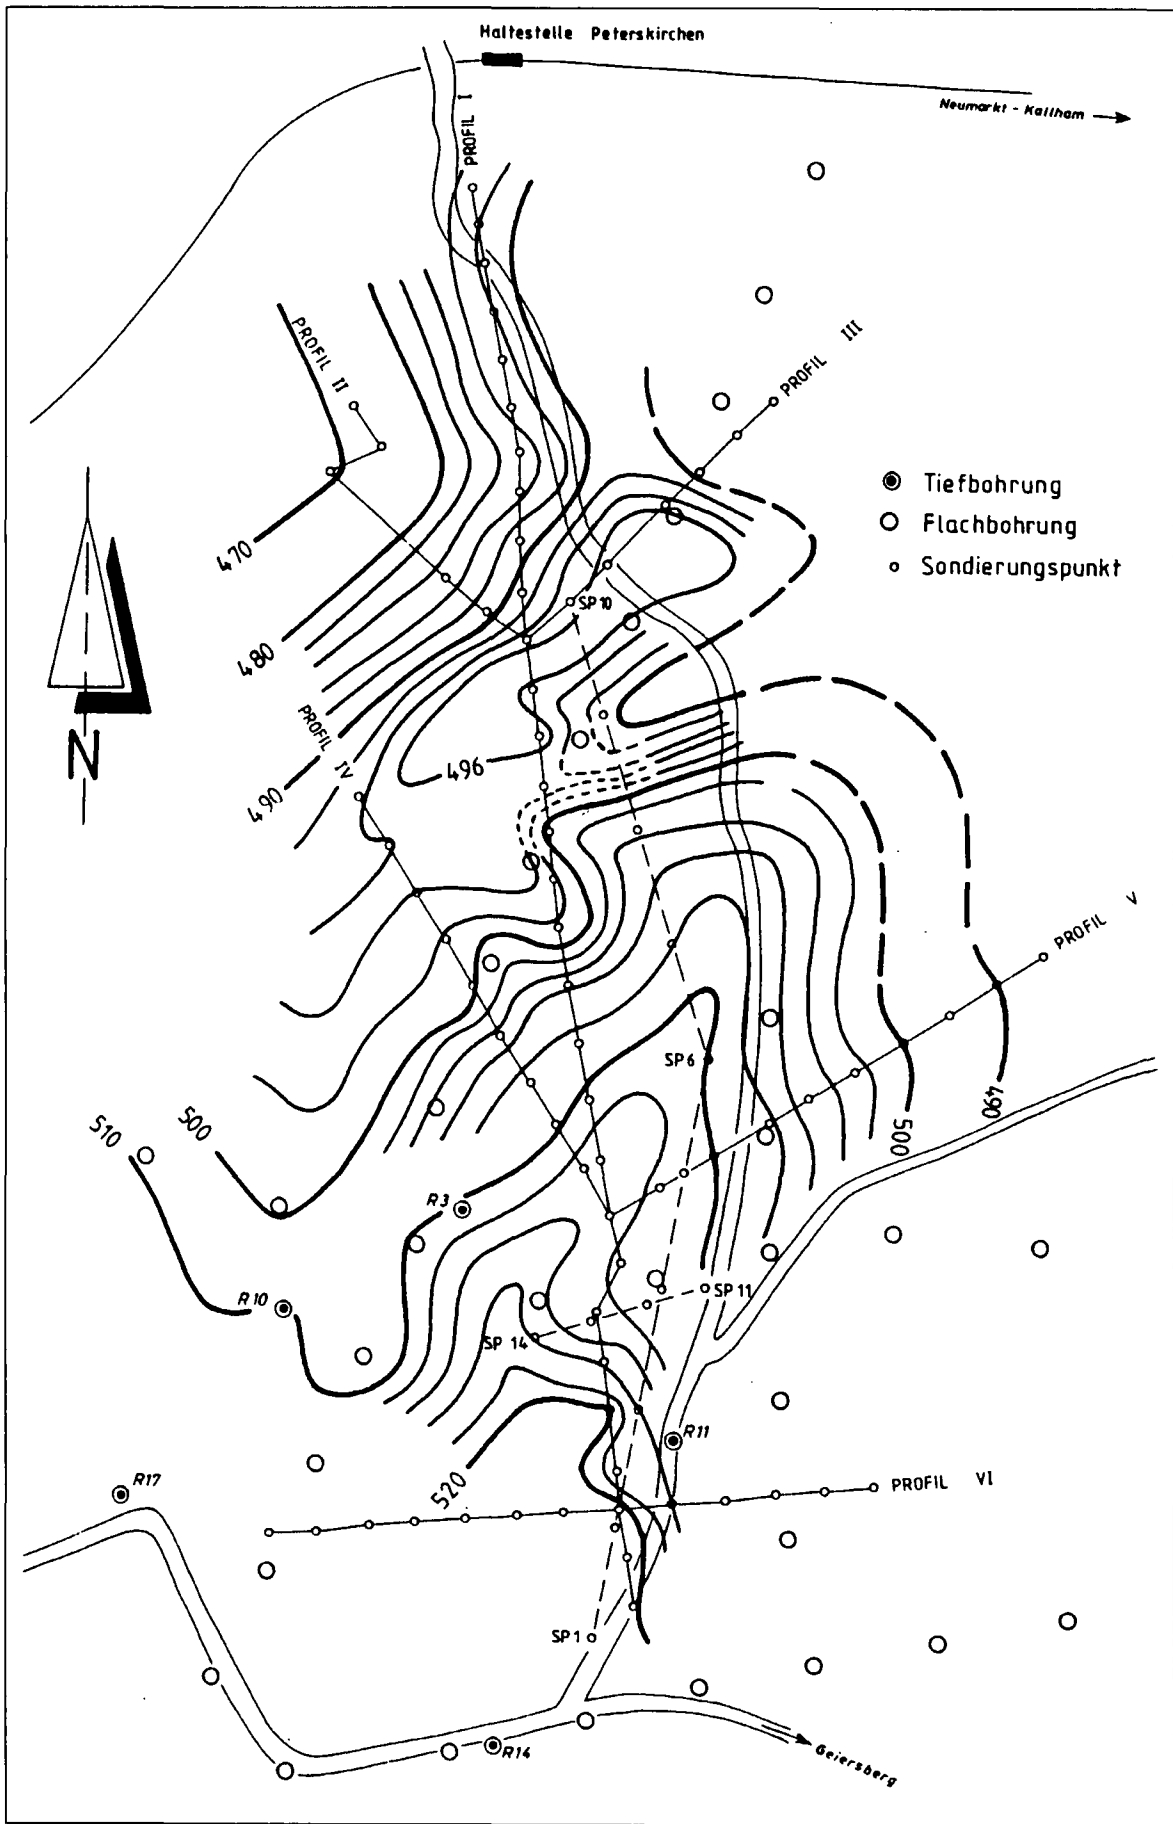 Haltestelle Peterskirchen
Neumarkt - Kallham
PROFIL I
PROFIL II
PROFIL III
Tiefbohrung
Flachbohrung
Sondierungspunkt
470
SP 10
480
N
PROFIL IV
490
496
PROFIL V
SP 6
510
500
500
490
R3
R10
SP 11
SP 14
R11
520
R17
PROFIL VI
SP 1
R14
Geiersberg